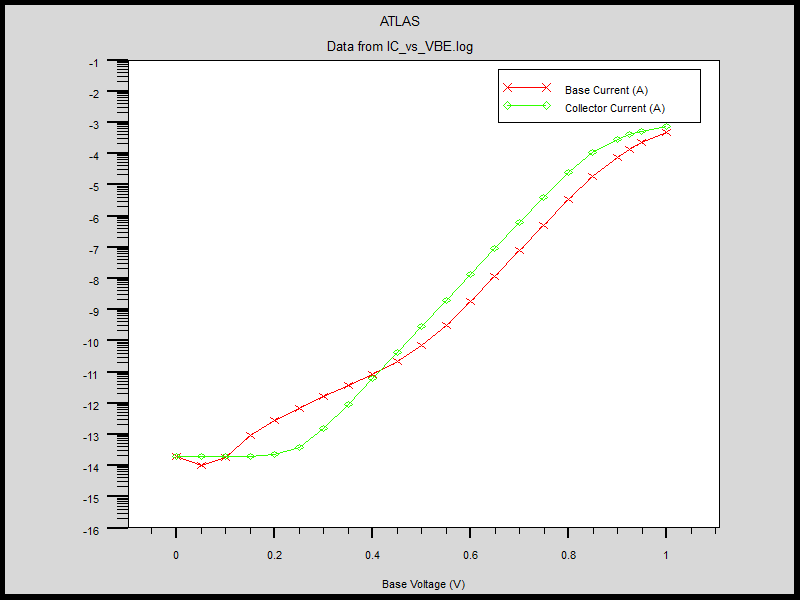 ATLAS
Data from IC_vs_VBE.log
Base Current (A)
Collector Current (A)
-1
-2
-3
-4
-5
-6
-7
-8
-9
-10
-11
-12
-13
-14
-15
-16
0 0.2 0.4 0.6 0.8 1
Base Voltage (V)